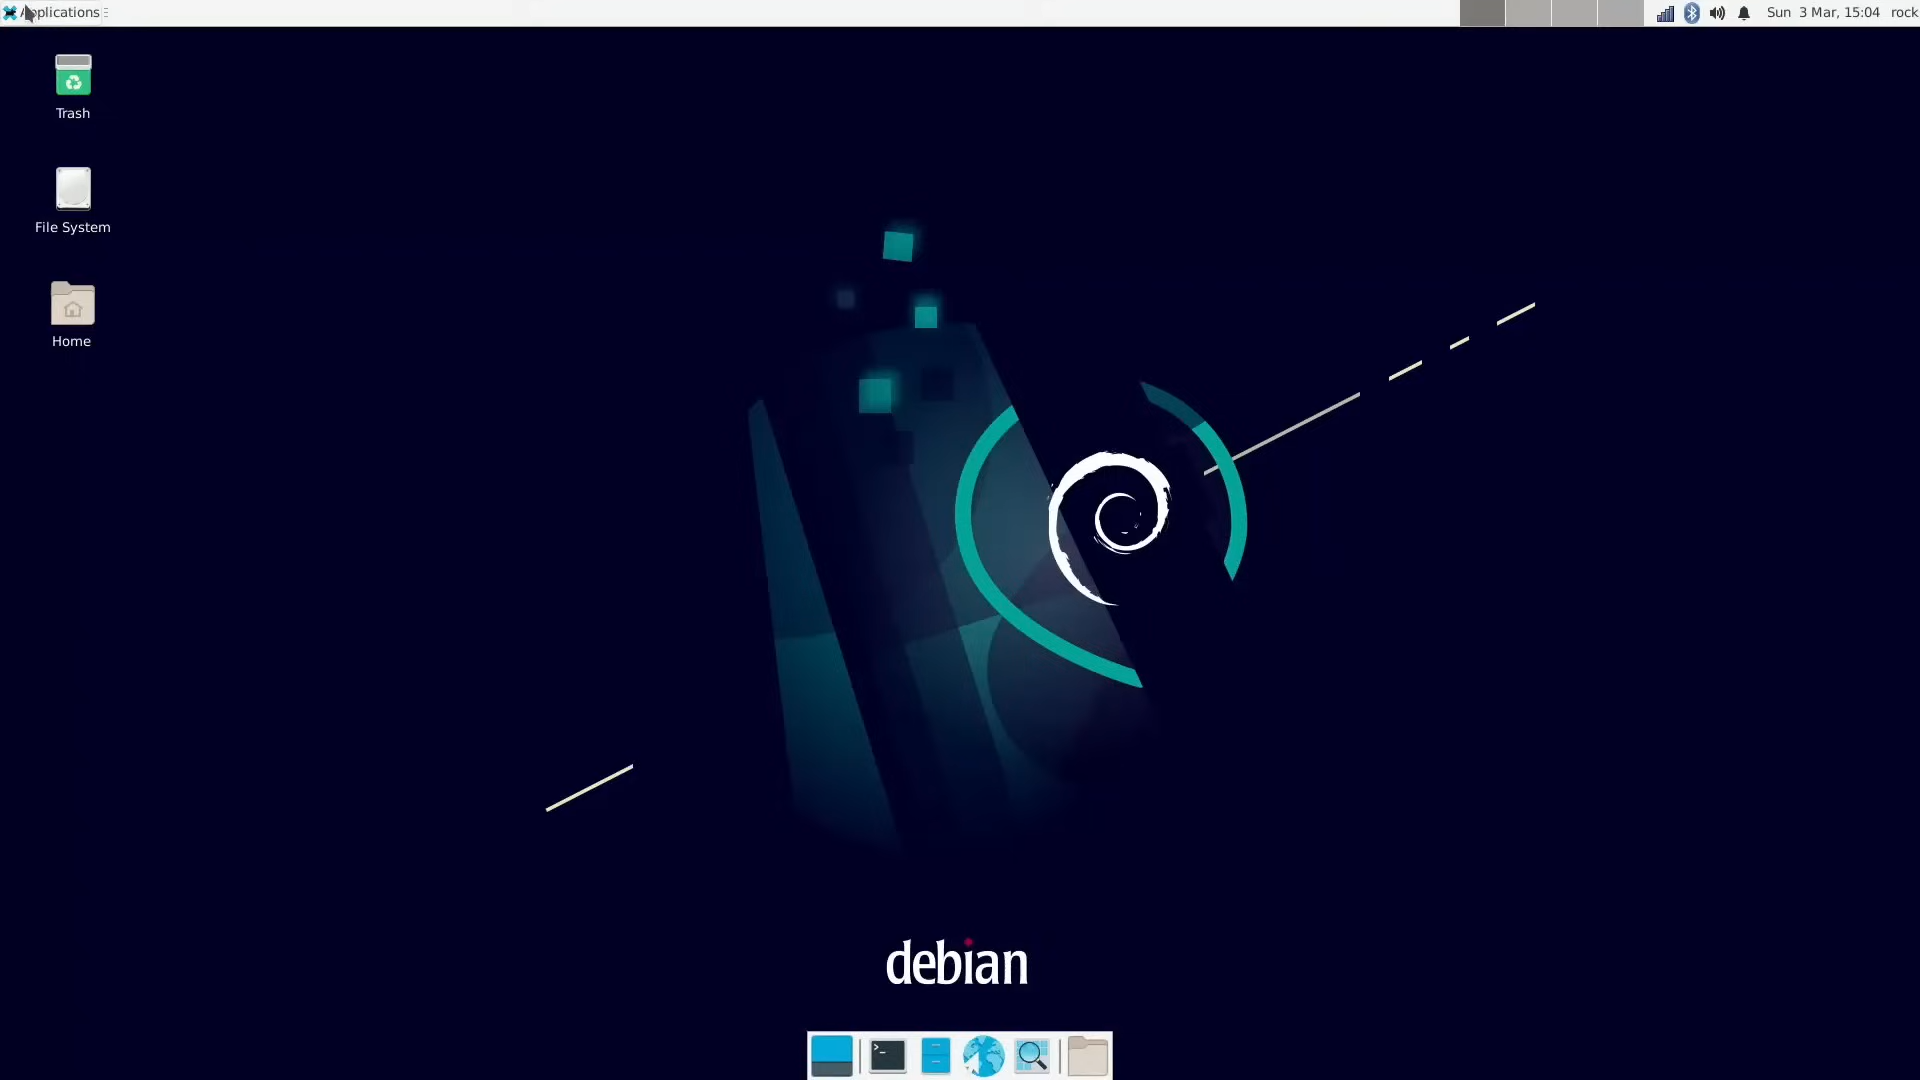 Applications
Sun 3 Mar, 15:04 rock
Trash
File System
Home
debian